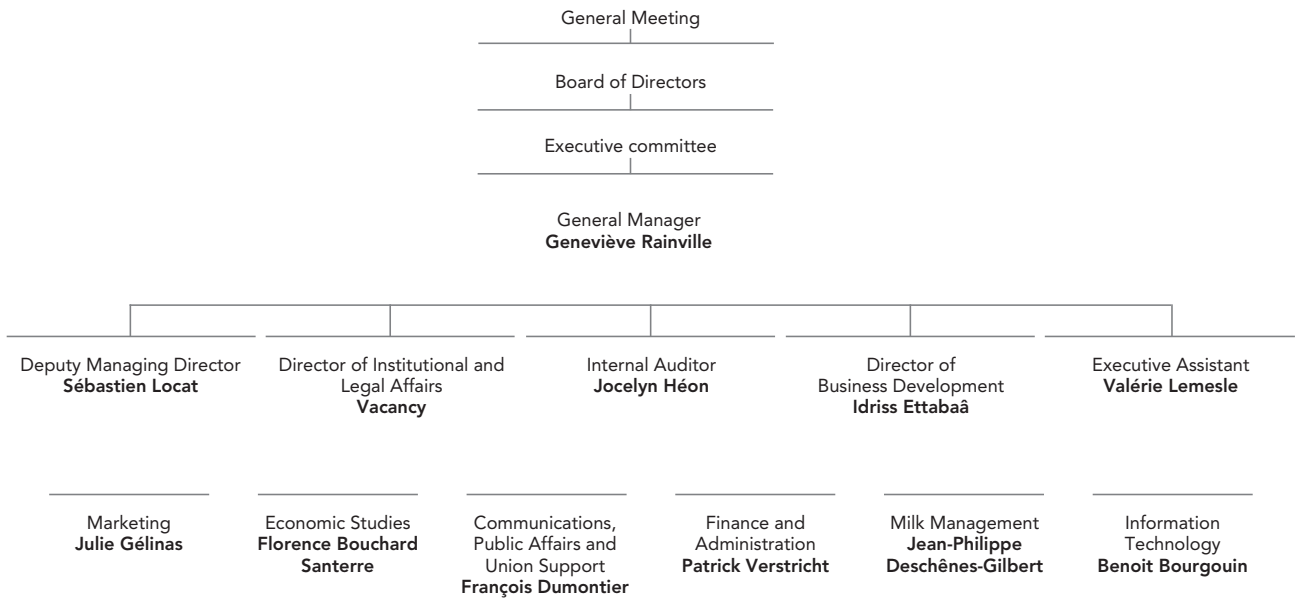 General Meeting
Board of Directors
Executive committee
General Manager
Geneviève Rainville
Deputy Managing Director
Sébastien Locat
Director of Institutional and
Legal Affairs
Vacancy
Internal Auditor
Jocelyn Héon
Director of
Business Development
Idriss Ettabaâ
Executive Assistant
Valérie Lemesle
Marketing
Julie Gélinas
Economic Studies
Florence Bouchard
Santerre
Communications,
Public Affairs and
Union Support
François Dumontier
Finance and
Administration
Patrick Verstricht
Milk Management
Jean-Philippe
Deschênes-Gilbert
Information
Technology
Benoit Bourgouin